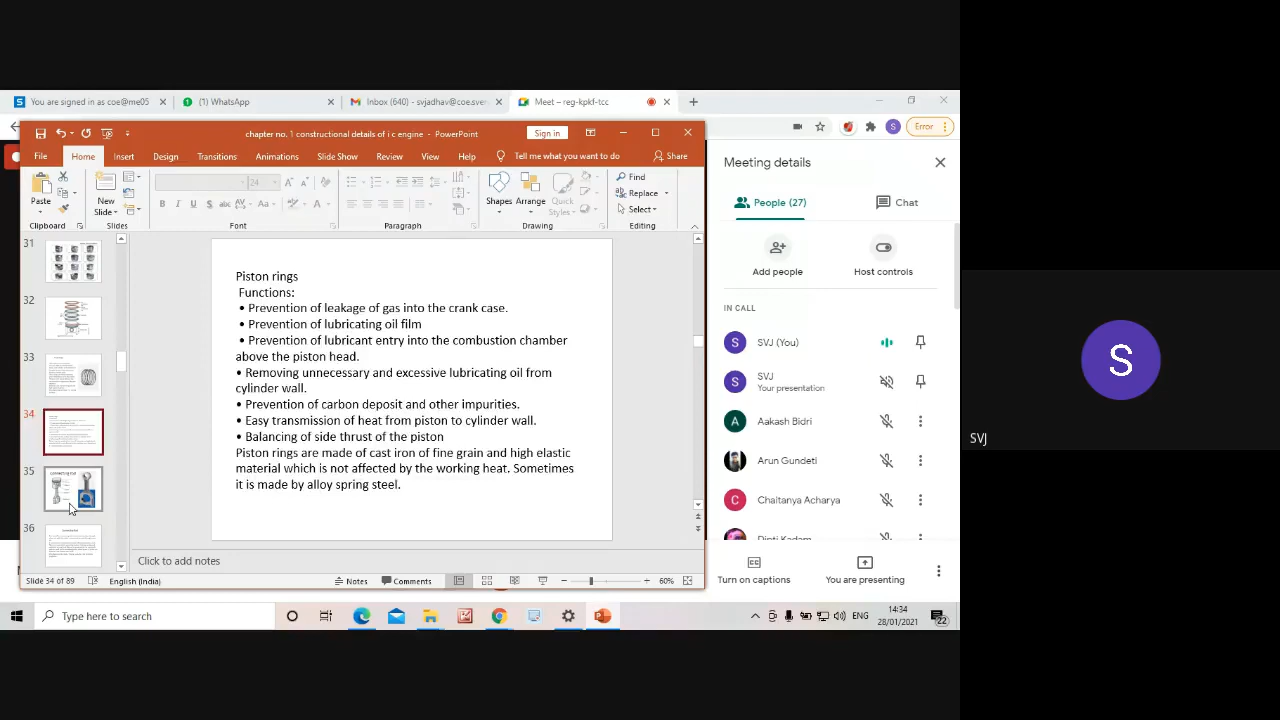 You are signed in as coe@me05
(1) WhatsApp
Inbox (640) - svjadhav@coe.sve
Meet – reg-kpkf-tcc
chapter no. 1 constructional details of i c engine - PowerPoint
Sign in
S
Error
File Home Insert Design Transitions Animations Slide Show Review View Help Tell me what you want to do Share
Paste
New
Slide
24
B I U S abc AV Aa A
Shapes Arrange Quick
Styles
Find
Replace
Select
Clipboard Slides Font Paragraph Drawing Editing
31
32
33
34
35
36
Piston rings
Functions:
• Prevention of leakage of gas into the crank case.
• Prevention of lubricating oil film
• Prevention of lubricant entry into the combustion chamber
above the piston head.
• Removing unnecessary and excessive lubricating oil from
cylinder wall.
• Prevention of carbon deposit and other impurities.
• Easy transmission of heat from piston to cylinder wall.
• Balancing of side thrust of the piston
Piston rings are made of cast iron of fine grain and high elastic
material which is not affected by the working heat. Sometimes
it is made by alloy spring steel.
Click to add notes
Slide 34 of 89 English (India) Notes Comments 60%
Meeting details
People (27) Chat
Add people Host controls
IN CALL
S SVJ (You)
S SVJ
Your presentation
A Aakash Bidri
Arun Gundeti
C Chaitanya Acharya
Dipti Kadam
Turn on captions You are presenting
Type here to search
ENG
14:34
28/01/2021
22
S
SVJ